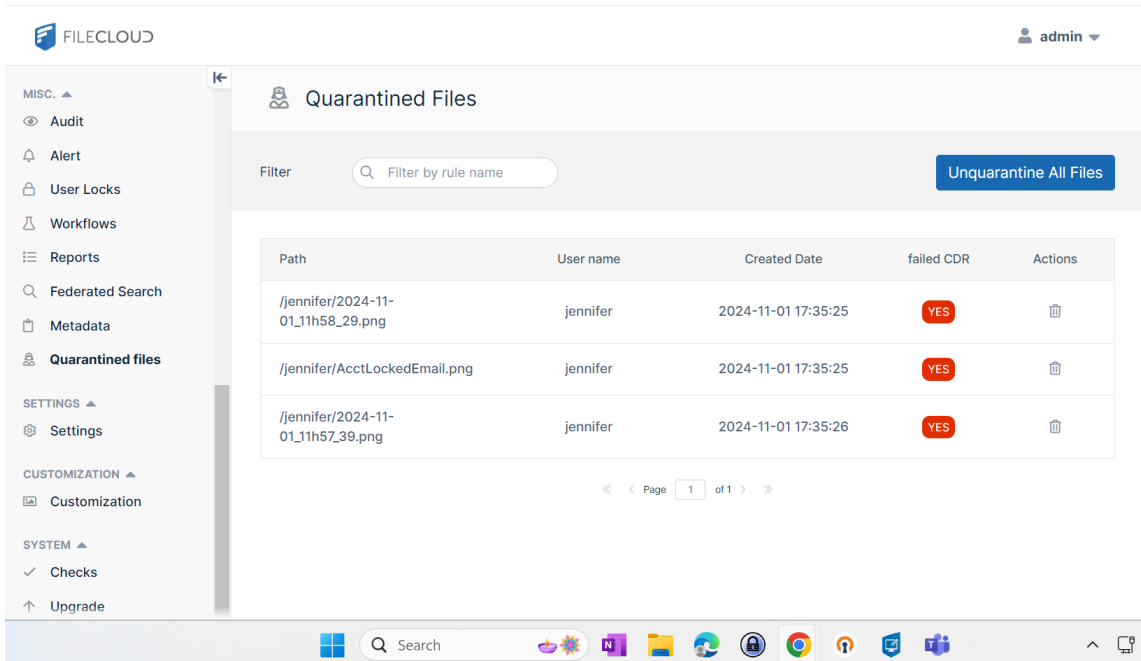 FILECLOUD
admin
MISC.
Audit
Alert
User Locks
Workflows
Reports
Federated Search
Metadata
Quarantined files
SETTINGS
Settings
CUSTOMIZATION
Customization
SYSTEM
Checks
Upgrade
Quarantined Files
Filter
Filter by rule name
Unquarantine All Files
Path User name Created Date failed CDR Actions
/jennifer/2024-11-
01_11h58_29.png
jennifer 2024-11-01 17:35:25 YES
/jennifer/AcctLockedEmail.png jennifer 2024-11-01 17:35:25 YES
/jennifer/2024-11-
01_11h57_39.png
jennifer 2024-11-01 17:35:26 YES
Page 1 of 1
Search